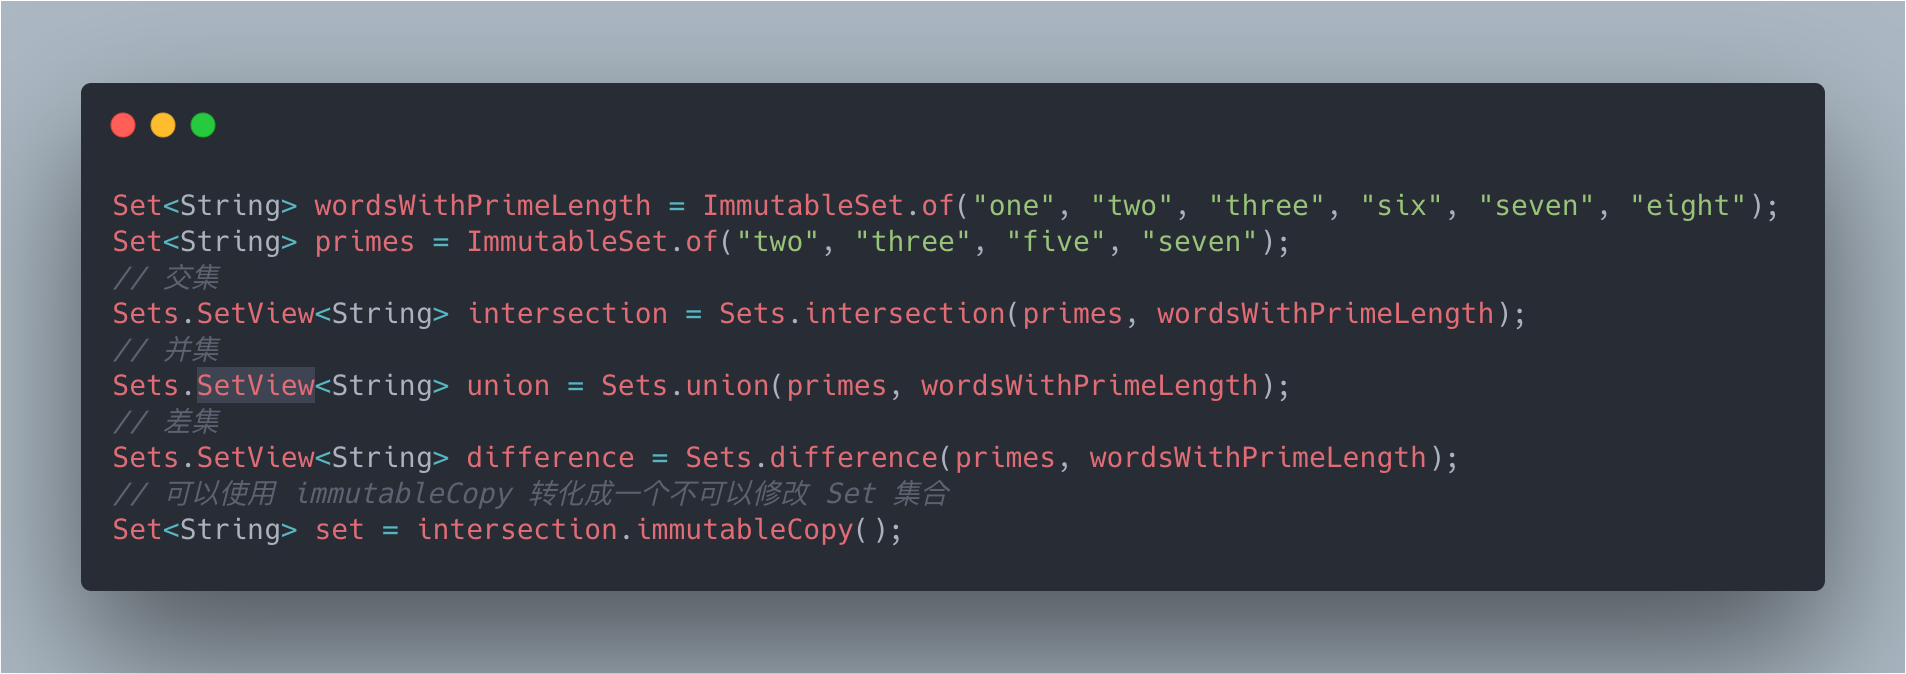 Set<String> wordsWithPrimeLength = ImmutableSet.of("one", "two", "three", "six", "seven", "eight");
Set<String> primes = ImmutableSet.of("two", "three", "five", "seven");
// 交集
Sets.SetView<String> intersection = Sets.intersection(primes, wordsWithPrimeLength);
// 并集
Sets.SetView<String> union = Sets.union(primes, wordsWithPrimeLength);
// 差集
Sets.SetView<String> difference = Sets.difference(primes, wordsWithPrimeLength);
// 可以使用 immutableCopy 转化成一个不可以修改 Set 集合
Set<String> set = intersection.immutableCopy();